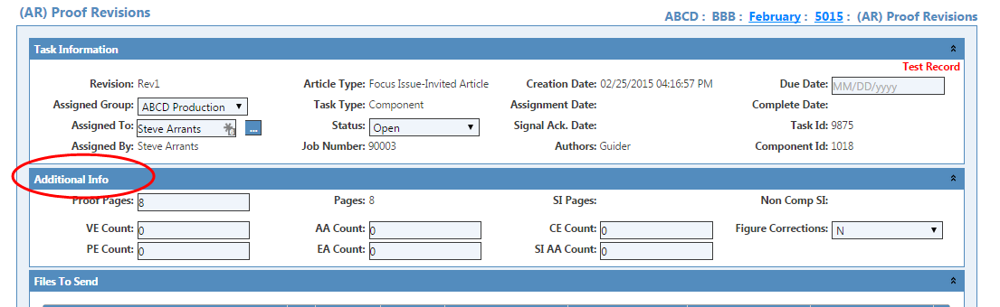 (AR) Proof Revisions
ABCD : BBB : February : 5015 : (AR) Proof Revisions
Task Information
Test Record
Revision: Rev1 Article Type: Focus Issue-Invited Article Creation Date: 02/25/2015 04:16:57 PM Due Date: MM/DD/yyyy
Assigned Group: ABCD Production Task Type: Component Assignment Date: Complete Date:
Assigned To: Steve Arrants ... Status: Open Signal Ack. Date: Task Id: 9875
Assigned By: Steve Arrants Job Number: 90003 Authors: Guider Component Id: 1018
Additional Info
Proof Pages: 8 Pages: 8 SI Pages: Non Comp SI:
VE Count: 0 AA Count: 0 CE Count: 0 Figure Corrections: N
PE Count: 0 EA Count: 0 SI AA Count: 0
Files To Send